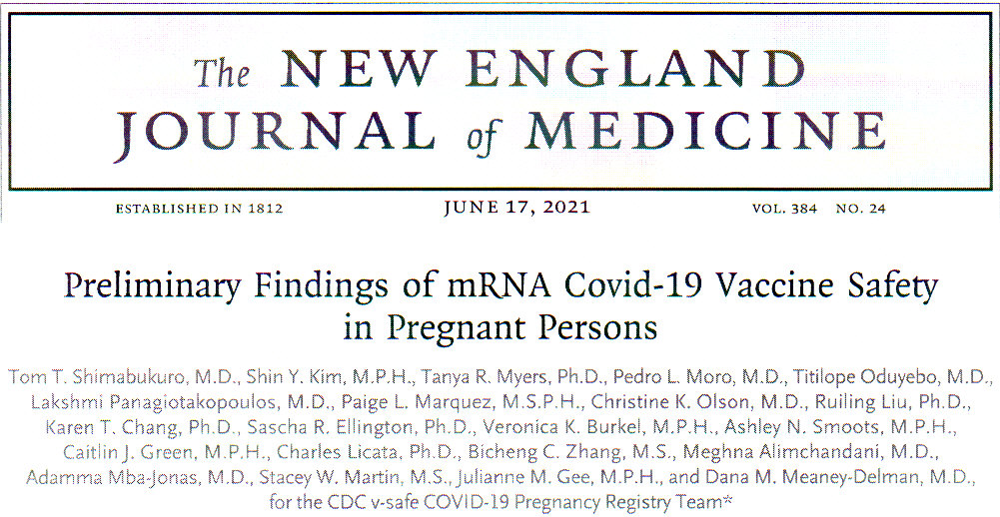 The NEW ENGLAND
JOURNAL of MEDICINE
ESTABLISHED IN 1812 JUNE 17, 2021 VOL. 384 NO. 24
Preliminary Findings of mRNA Covid-19 Vaccine Safety
in Pregnant Persons
Tom T. Shimabukuro, M.D., Shin Y. Kim, M.P.H., Tanya R. Myers, Ph.D., Pedro L. Moro, M.D., Titilope Oduyebo, M.D.,
Lakshmi Panagiotakopoulos, M.D., Paige L. Marquez, M.S.P.H., Christine K. Olson, M.D., Ruiling Liu, Ph.D.,
Karen T. Chang, Ph.D., Sascha R. Ellington, Ph.D., Veronica K. Burkel, M.P.H., Ashley N. Smoots, M.P.H.,
Caitlin J. Green, M.P.H., Charles Licata, Ph.D., Bicheng C. Zhang, M.S., Meghna Alimchandani, M.D.,
Adamma Mba-Jonas, M.D., Stacey W. Martin, M.S., Julianne M. Gee, M.P.H., and Dana M. Meaney-Delman, M.D.,
for the CDC v-safe COVID-19 Pregnancy Registry Team*